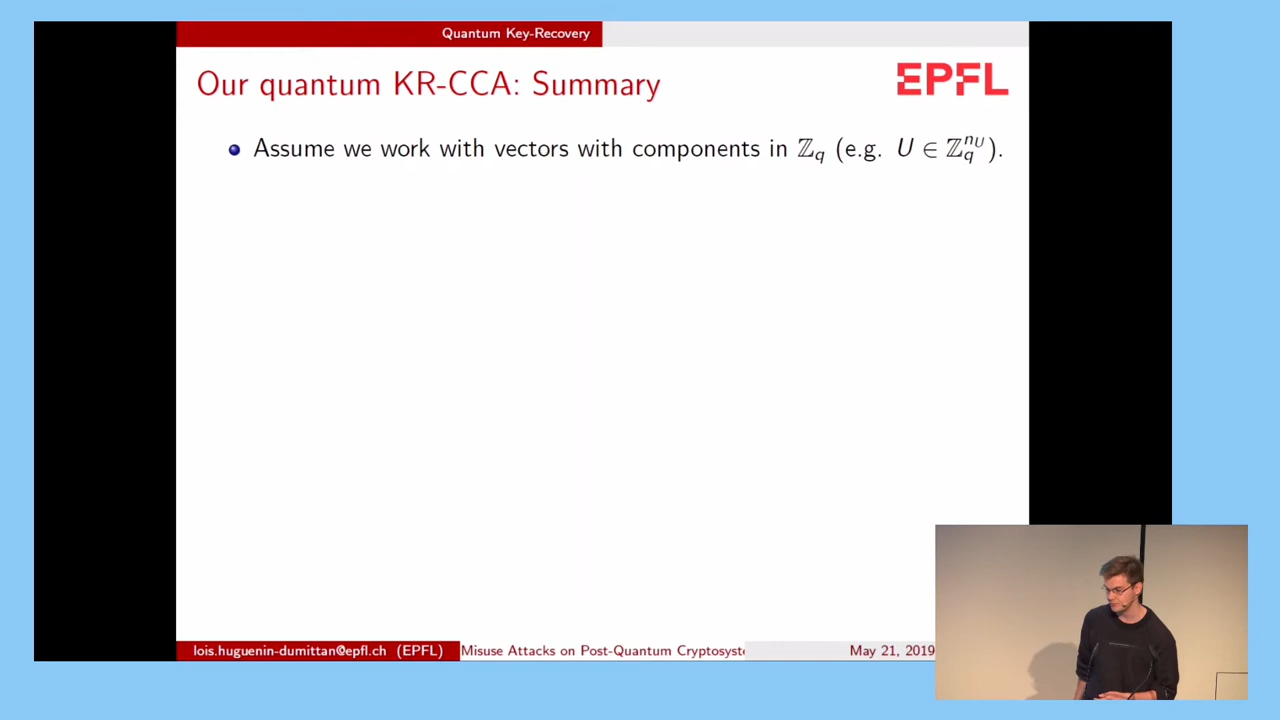 Quantum Key-Recovery
Our quantum KR-CCA: Summary
EPFL
Assume we work with vectors with components in ℤ_q (e.g. U ∈ ℤ_q^{n_U}).
lois.huguenin-dumittan@epfl.ch (EPFL)
Misuse Attacks on Post-Quantum Cryptosyste
May 21, 2019